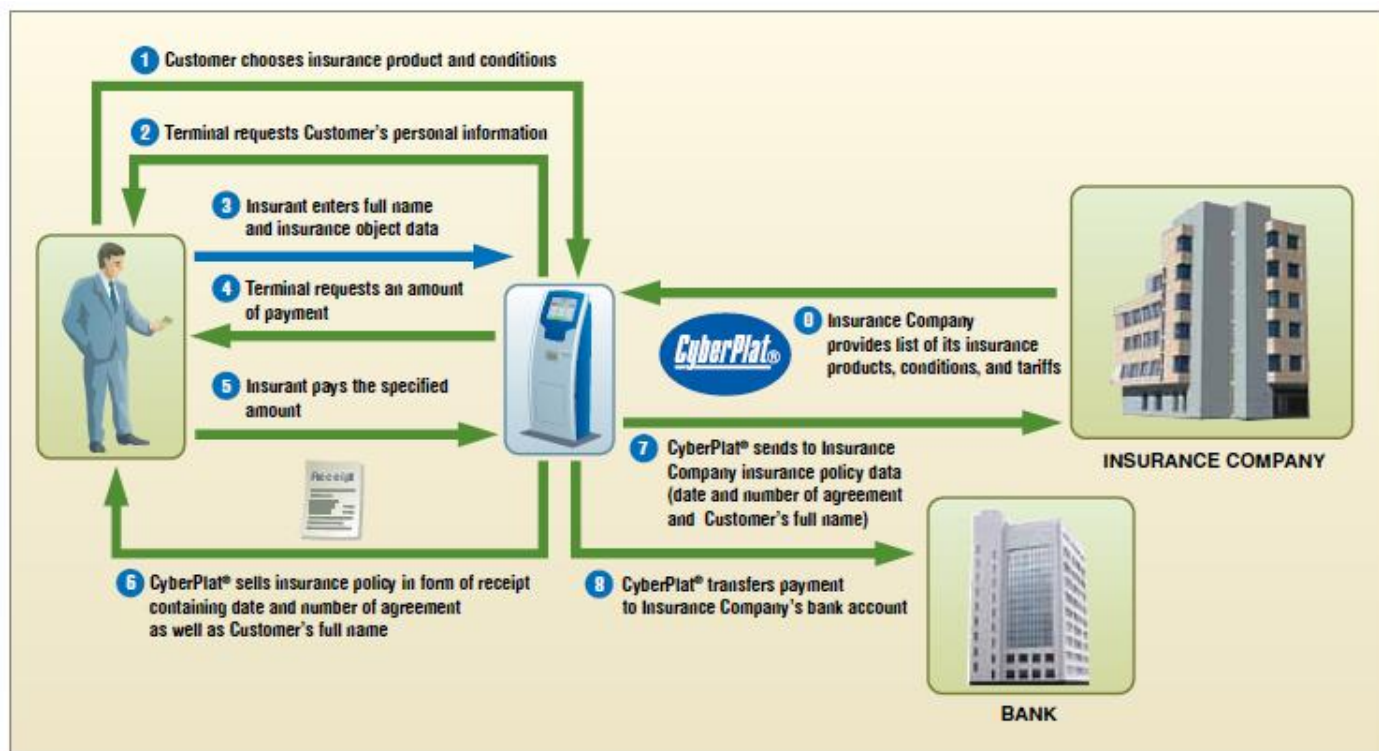 1 Customer chooses insurance product and conditions
2 Terminal requests Customer's personal information
3 Insurant enters full name
and insurance object data
4 Terminal requests an amount
of payment
5 Insurant pays the specified
amount
Receipt
6 CyberPlat® sells insurance policy in form of receipt
containing date and number of agreement
as well as Customer's full name
CyberPlat®
0 Insurance Company
provides list of its insurance
products, conditions, and tariffs
7 CyberPlat® sends to Insurance
Company insurance policy data
(date and number of agreement
and Customer's full name)
INSURANCE COMPANY
8 CyberPlat® transfers payment
to Insurance Company's bank account
BANK